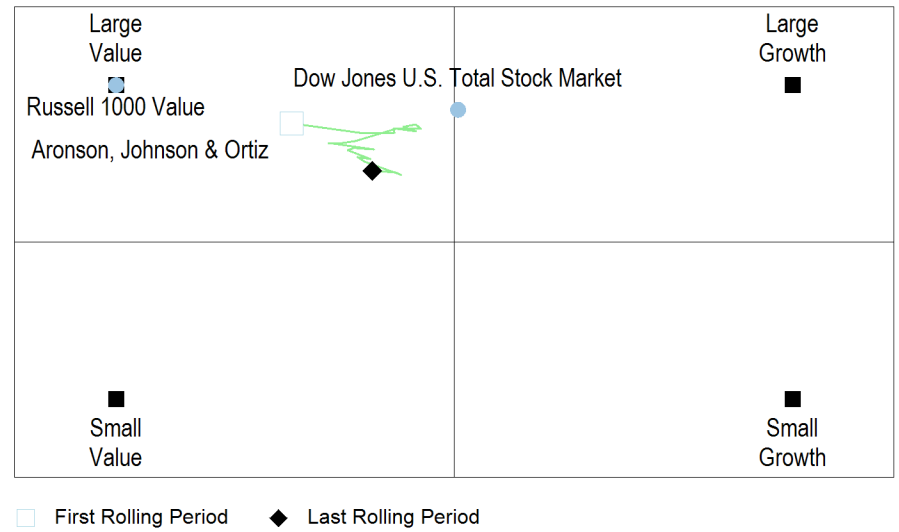 Large
Value
Large
Growth
Dow Jones U.S. Total Stock Market
Russell 1000 Value
Aronson, Johnson & Ortiz
Small
Value
Small
Growth
First Rolling Period
Last Rolling Period